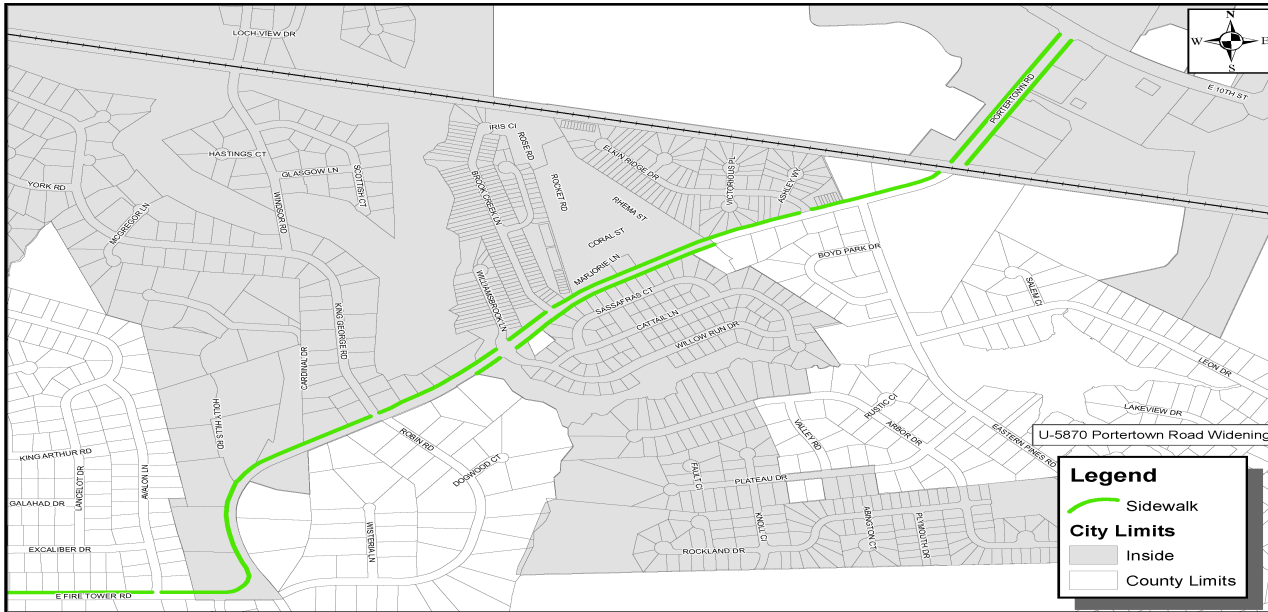 LOCH-VIEW DR
N
W E
S
E 10TH ST
PORTERTOWN RD
IRIS CI
ROSE RD
HASTINGS CT
GLASGOW LN
SCOTTISH CT
ELKIN RIDGE DR
VICTORIOUS PL
ASHLEY WY
BROOK CREEK LN
ROCKET RD
YORK RD
WINDSOR RD
MCGREGOR LN
RHEMA ST
CORAL ST
MARJORIE LN
BOYD PARK DR
WILLIAMSBROOK LN
SASSAFRAS CT
CATTAIL LN
WILLOW RUN DR
SALEM CI
KING GEORGE RD
CARDINAL DR
LEON DR
HOLLY HILLS RD
ROBIN RD
DOGWOOD CT
VALLEY RD
RUSTIC CI
ARBOR DR
LAKEVIEW DR
EASTERN PINES RD
U-5870 Portertown Road Widening
KING ARTHUR RD
LANCELOT DR
AVALON LN
GALAHAD DR
FAULT CI
PLATEAU DR
KNOLL CI
ABINGTON CT
PLYMOUTH DR
WISTERIA LN
EXCALIBER DR
ROCKLAND DR
E FIRE TOWER RD
Legend
Sidewalk
City Limits
Inside
County Limits